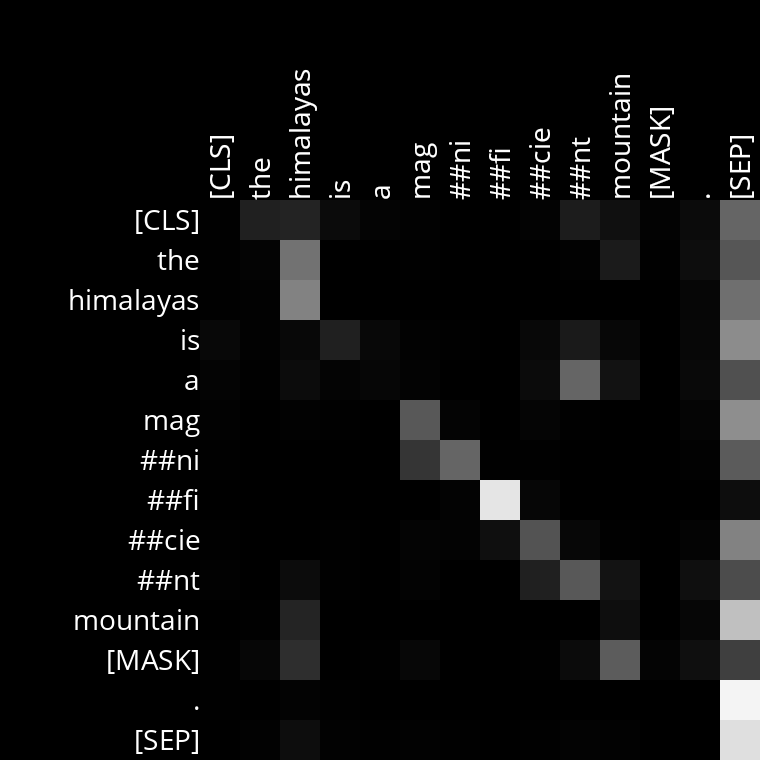 [CLS]
the
himalayas
is
a
mag
##ni
##fi
##cie
##nt
mountain
[MASK]
.
[SEP]
[CLS]
the
himalayas
is
a
mag
##ni
##fi
##cie
##nt
mountain
[MASK]
.
[SEP]